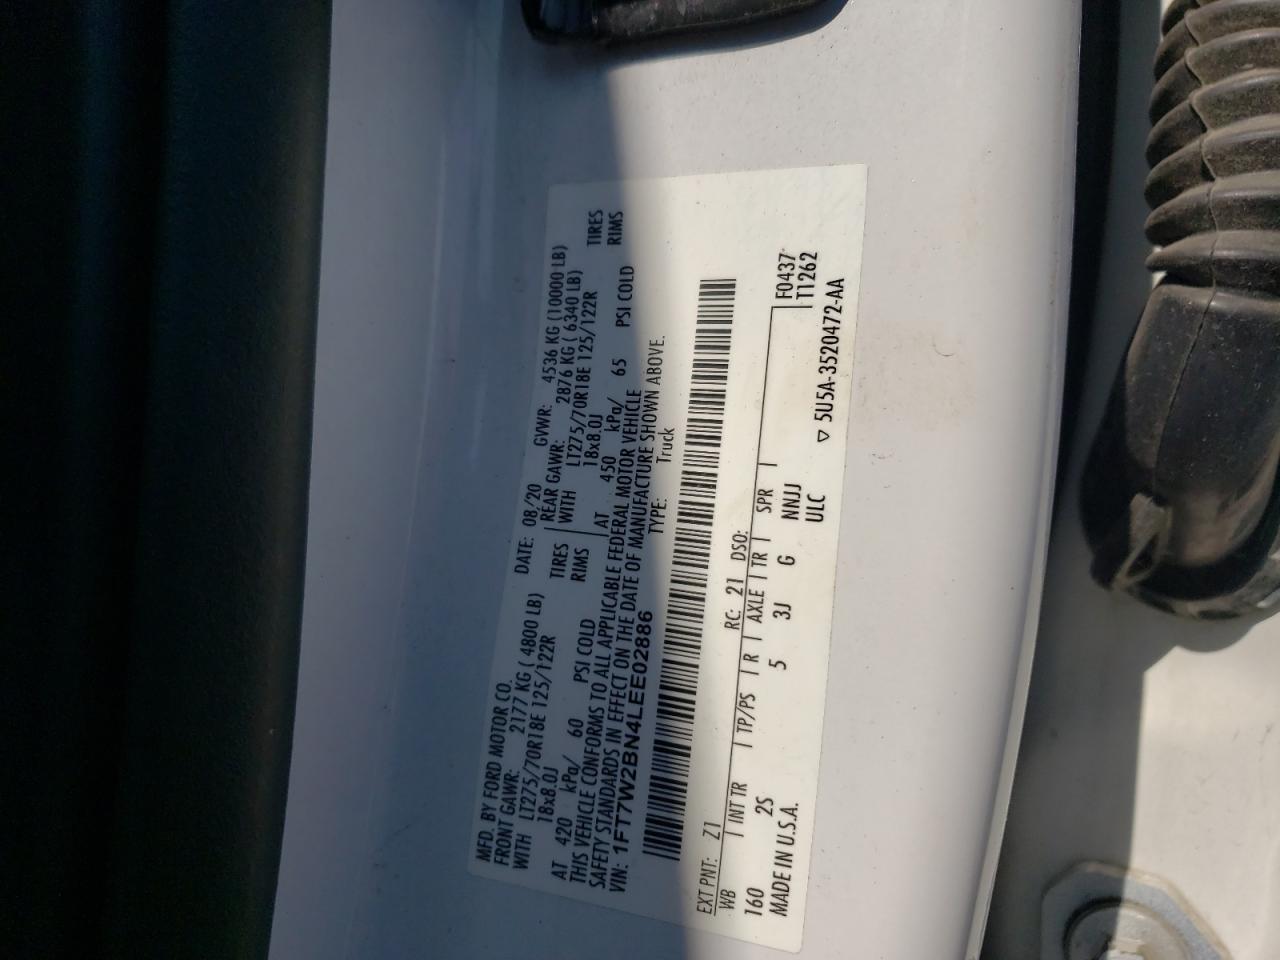 MFD. BY FORD MOTOR CO.
DATE: 08/20 GVWR: 4536 KG (10000 LB)
FRONT GAWR: 2177 KG ( 4800 LB) REAR GAWR: 2876 KG ( 6340 LB)
WITH LT275/70R18E 125/122R TIRES WITH LT275/70R18E 125/122R TIRES
18x8.0J RIMS 18x8.0J RIMS
AT 420 kPa/ 60 PSI COLD AT 450 kPa/ 65 PSI COLD
THIS VEHICLE CONFORMS TO ALL APPLICABLE FEDERAL MOTOR VEHICLE
SAFETY STANDARDS IN EFFECT ON THE DATE OF MANUFACTURE SHOWN ABOVE.
VIN: 1FT7W2BN4LEE02886 TYPE: Truck
EXT PNT: Z1 RC: 21 DSO:
WB | INT TR | TP/PS | R | AXLE | TR | SPR | F0437
T1262
160 2S 5 3J G NNJJ
ULC
MADE IN U.S.A. ▽ 5U5A-3520472-AA